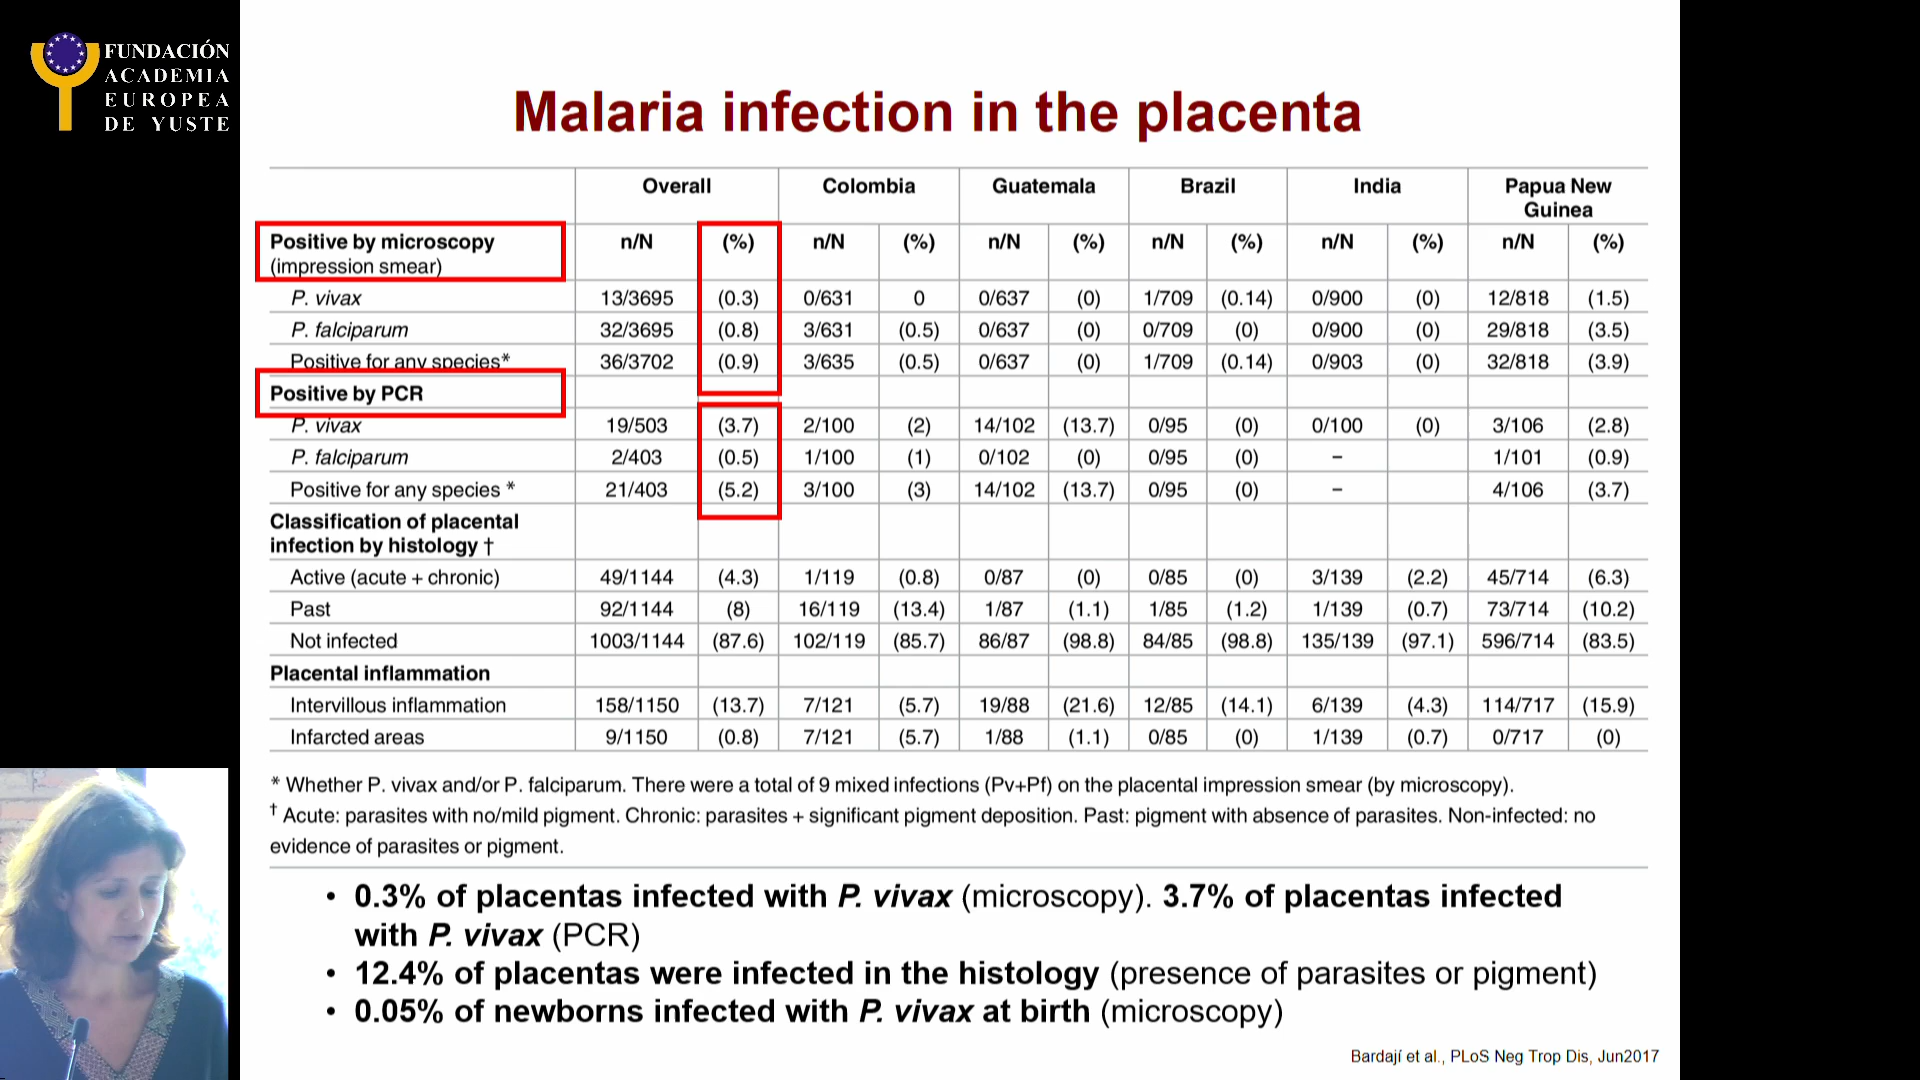 FUNDACIÓN
ACADEMIA
EUROPEA
DE YUSTE
Malaria infection in the placenta
Overall Colombia Guatemala Brazil India Papua New Guinea
Positive by microscopy (impression smear) n/N (%) n/N (%) n/N (%) n/N (%) n/N (%) n/N (%)
P. vivax 13/3695 (0.3) 0/631 0 0/637 (0) 1/709 (0.14) 0/900 (0) 12/818 (1.5)
P. falciparum 32/3695 (0.8) 3/631 (0.5) 0/637 (0) 0/709 (0) 0/900 (0) 29/818 (3.5)
Positive for any species* 36/3702 (0.9) 3/635 (0.5) 0/637 (0) 1/709 (0.14) 0/903 (0) 32/818 (3.9)
Positive by PCR
P. vivax 19/503 (3.7) 2/100 (2) 14/102 (13.7) 0/95 (0) 0/100 (0) 3/106 (2.8)
P. falciparum 2/403 (0.5) 1/100 (1) 0/102 (0) 0/95 (0) – 1/101 (0.9)
Positive for any species * 21/403 (5.2) 3/100 (3) 14/102 (13.7) 0/95 (0) – 4/106 (3.7)
Classification of placental
infection by histology †
Active (acute + chronic) 49/1144 (4.3) 1/119 (0.8) 0/87 (0) 0/85 (0) 3/139 (2.2) 45/714 (6.3)
Past 92/1144 (8) 16/119 (13.4) 1/87 (1.1) 1/85 (1.2) 1/139 (0.7) 73/714 (10.2)
Not infected 1003/1144 (87.6) 102/119 (85.7) 86/87 (98.8) 84/85 (98.8) 135/139 (97.1) 596/714 (83.5)
Placental inflammation
Intervillous inflammation 158/1150 (13.7) 7/121 (5.7) 19/88 (21.6) 12/85 (14.1) 6/139 (4.3) 114/717 (15.9)
Infarcted areas 9/1150 (0.8) 7/121 (5.7) 1/88 (1.1) 0/85 (0) 1/139 (0.7) 0/717 (0)
* Whether P. vivax and/or P. falciparum. There were a total of 9 mixed infections (Pv+Pf) on the placental impression smear (by microscopy).
† Acute: parasites with no/mild pigment. Chronic: parasites + significant pigment deposition. Past: pigment with absence of parasites. Non-infected: no
evidence of parasites or pigment.
• 0.3% of placentas infected with P. vivax (microscopy). 3.7% of placentas infected
with P. vivax (PCR)
• 12.4% of placentas were infected in the histology (presence of parasites or pigment)
• 0.05% of newborns infected with P. vivax at birth (microscopy)
Bardají et al., PLoS Neg Trop Dis, Jun2017